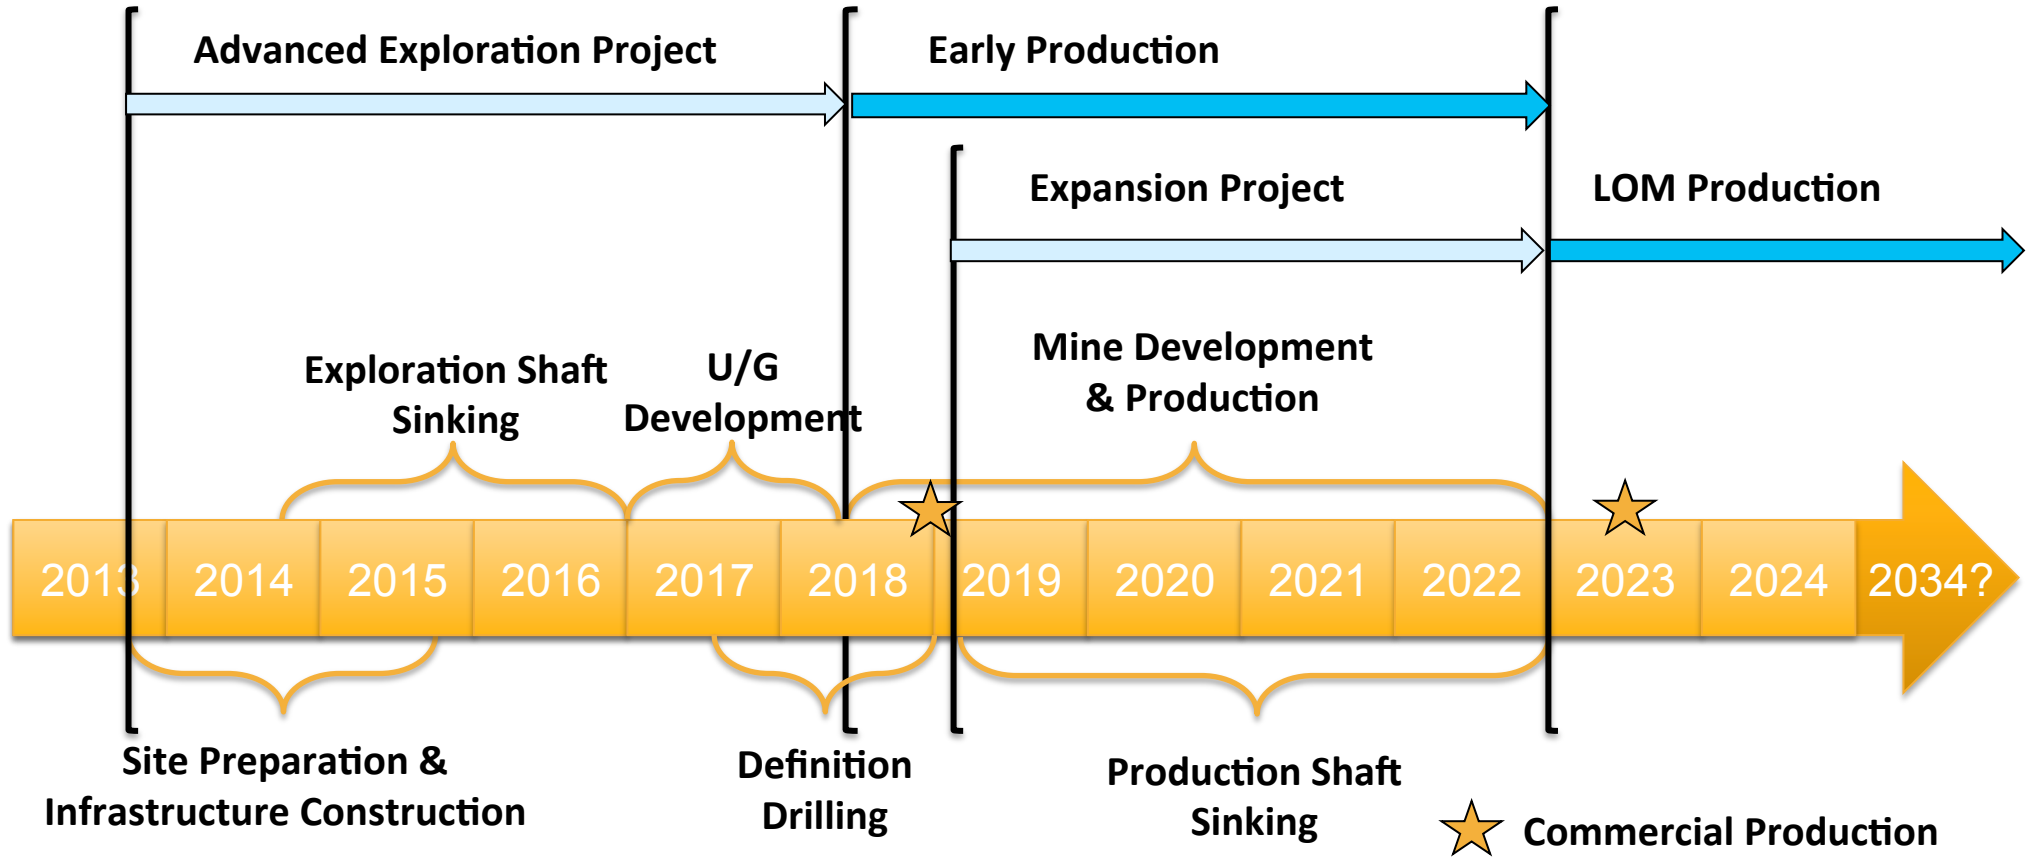 Advanced Exploration Project
Early Production
Expansion Project
LOM Production
Exploration Shaft
Sinking
U/G
Development
Mine Development
& Production
2013
2014
2015
2016
2017
2018
2019
2020
2021
2022
2023
2024
2034?
Site Preparation &
Infrastructure Construction
Definition
Drilling
Production Shaft
Sinking
Commercial Production